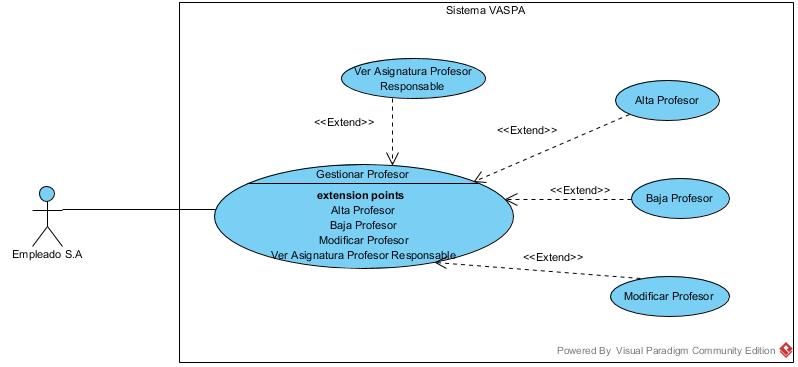 Sistema VASPA
Ver Asignatura Profesor
Responsable
<<Extend>>
Alta Profesor
<<Extend>>
Gestionar Profesor
extension points
Alta Profesor
Baja Profesor
Modificar Profesor
Ver Asignatura Profesor Responsable
<<Extend>>
Baja Profesor
Empleado S.A
<<Extend>>
Modificar Profesor
Powered By Visual Paradigm Community Edition